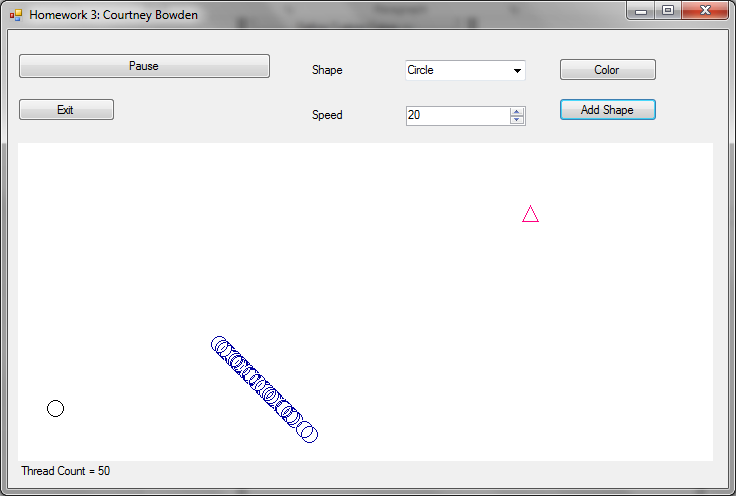 Homework 3: Courtney Bowden
Pause
Shape
Circle
Color
Exit
Speed
20
Add Shape
Thread Count = 50